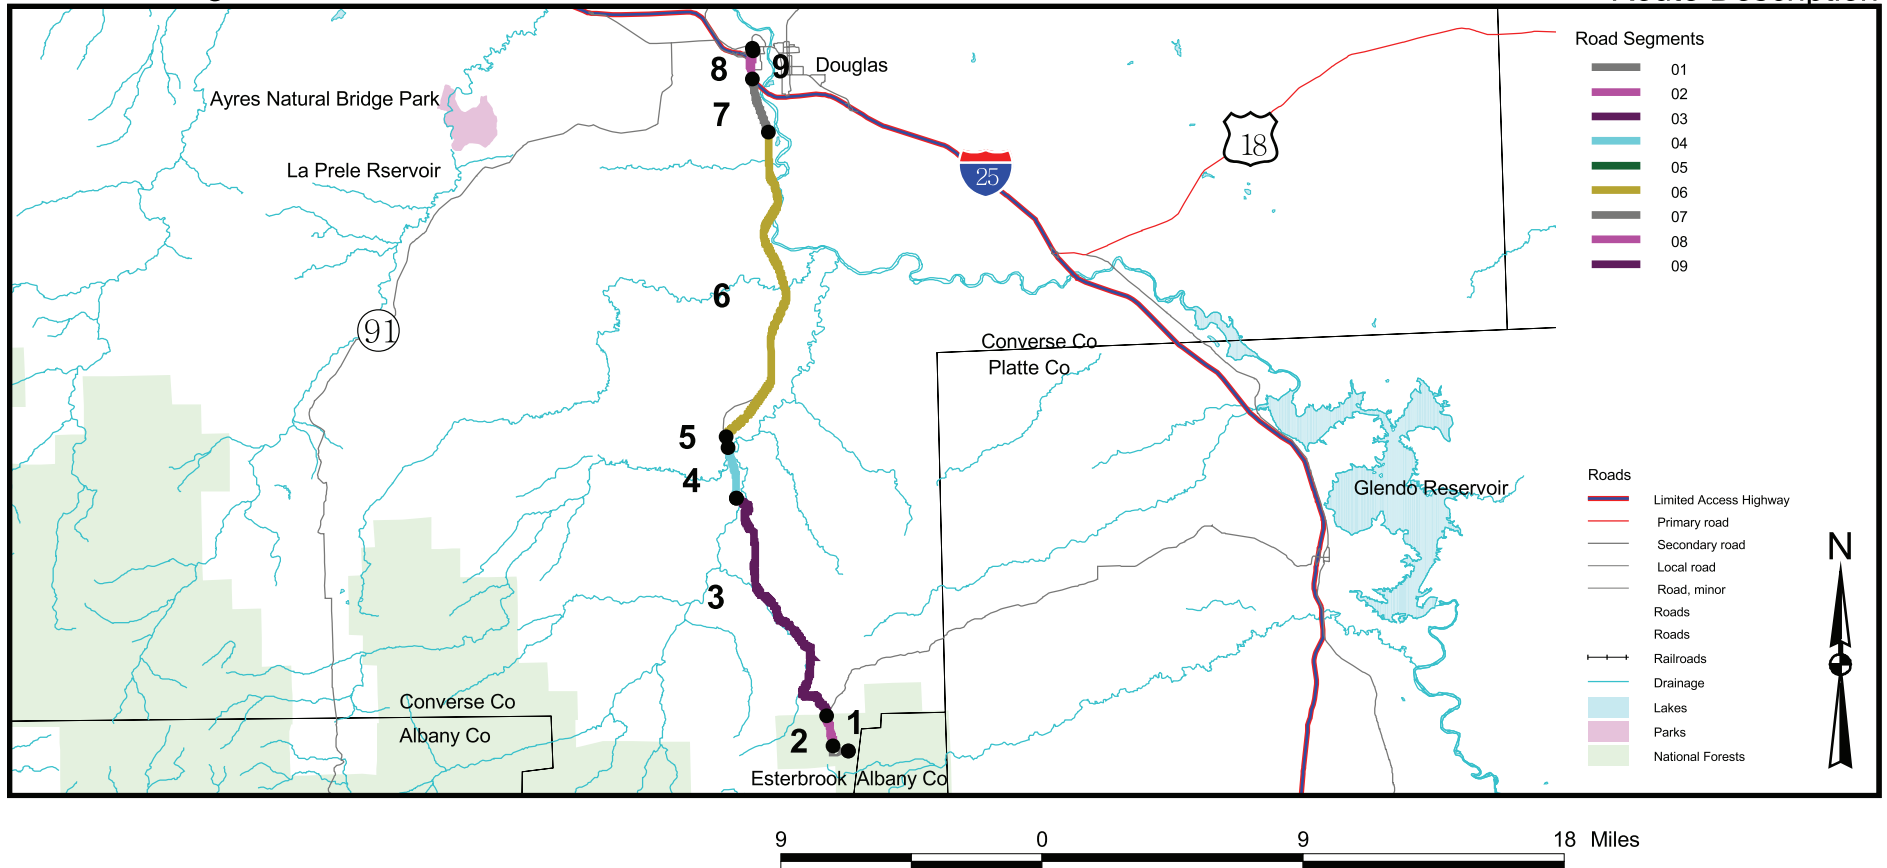 Road Segments
01
02
03
04
05
06
07
08
09
8
9
Douglas
7
Ayres Natural Bridge Park
La Prele Rservoir
18
25
91
6
Converse Co
Platte Co
5
4
3
Glendo Reservoir
Converse Co
Albany Co
1
2
Esterbrook
Albany Co
Roads
Limited Access Highway
Primary road
Secondary road
Local road
Road, minor
Roads
Roads
Railroads
Drainage
Lakes
Parks
National Forests
N
9 0 9 18 Miles